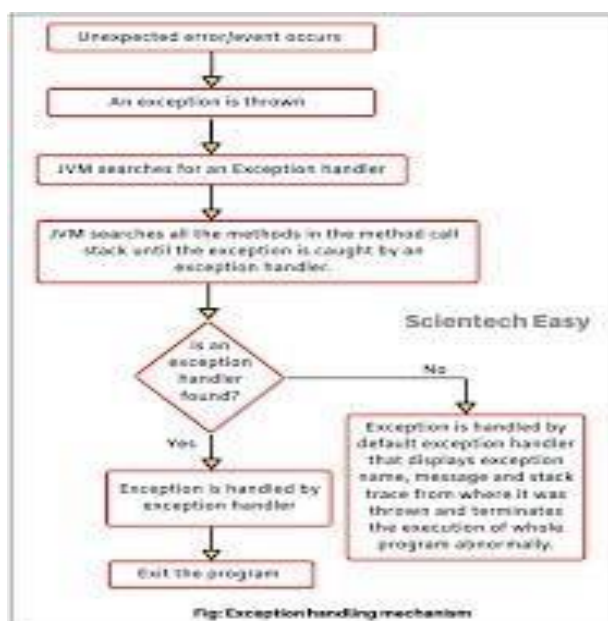 Unexpected error/event occurs
An exception is thrown
JVM searches for an Exception handler
JVM searches all the methods in the method call
stack until the exception is caught by an
exception handler.
Scientech Easy
Is an
exception
handler
found?
No
Yes
Exception is handled by
default exception handler
that displays exception
name, message and stack
trace from where it was
thrown and terminates
the execution of whole
program abnormally.
Exception is handled by
exception handler
Exit the program
Fig: Exception handling mechanism